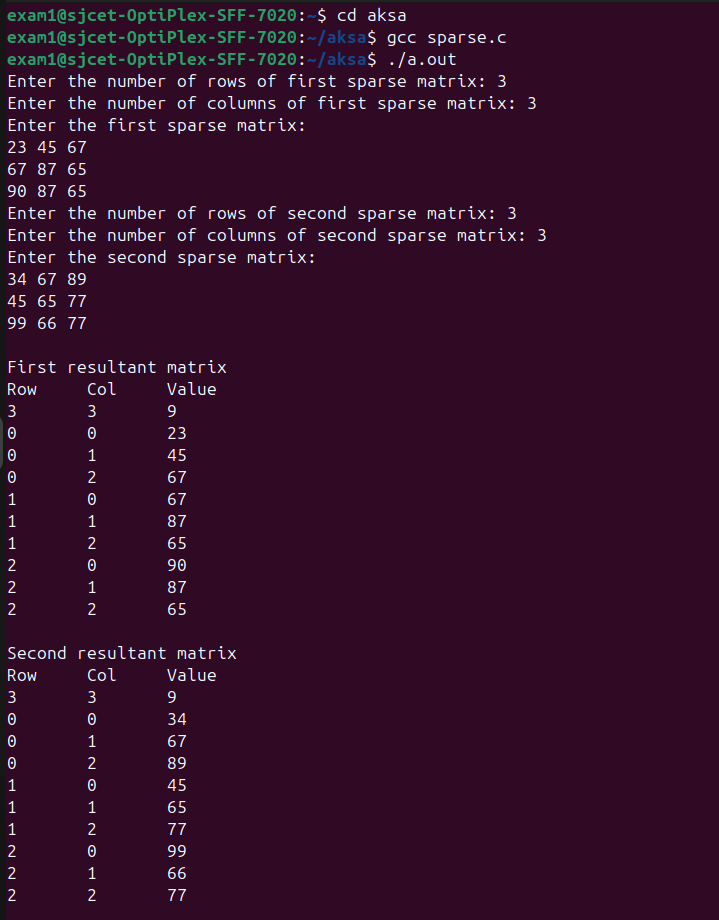 exam1@sjcet-OptiPlex-SFF-7020:~$ cd aksa
exam1@sjcet-OptiPlex-SFF-7020:~/aksa$ gcc sparse.c
exam1@sjcet-OptiPlex-SFF-7020:~/aksa$ ./a.out
Enter the number of rows of first sparse matrix: 3
Enter the number of columns of first sparse matrix: 3
Enter the first sparse matrix:
23 45 67
67 87 65
90 87 65
Enter the number of rows of second sparse matrix: 3
Enter the number of columns of second sparse matrix: 3
Enter the second sparse matrix:
34 67 89
45 65 77
99 66 77

First resultant matrix
Row     Col     Value
3       3       9
0       0       23
0       1       45
0       2       67
1       0       67
1       1       87
1       2       65
2       0       90
2       1       87
2       2       65

Second resultant matrix
Row     Col     Value
3       3       9
0       0       34
0       1       67
0       2       89
1       0       45
1       1       65
1       2       77
2       0       99
2       1       66
2       2       77